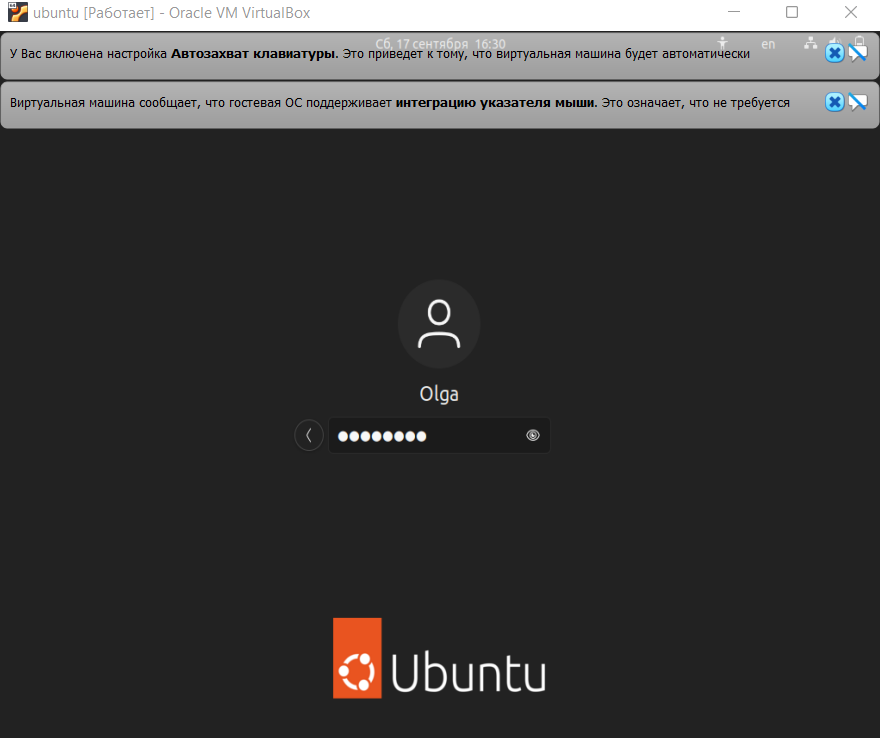 ubuntu [Работает] - Oracle VM VirtualBox
Сб, 17 сентября 16:30
en
У Вас включена настройка Автозахват клавиатуры. Это приведет к тому, что виртуальная машина будет автоматически
Виртуальная машина сообщает, что гостевая ОС поддерживает интеграцию указателя мыши. Это означает, что не требуется
Olga
●●●●●●●●
Ubuntu